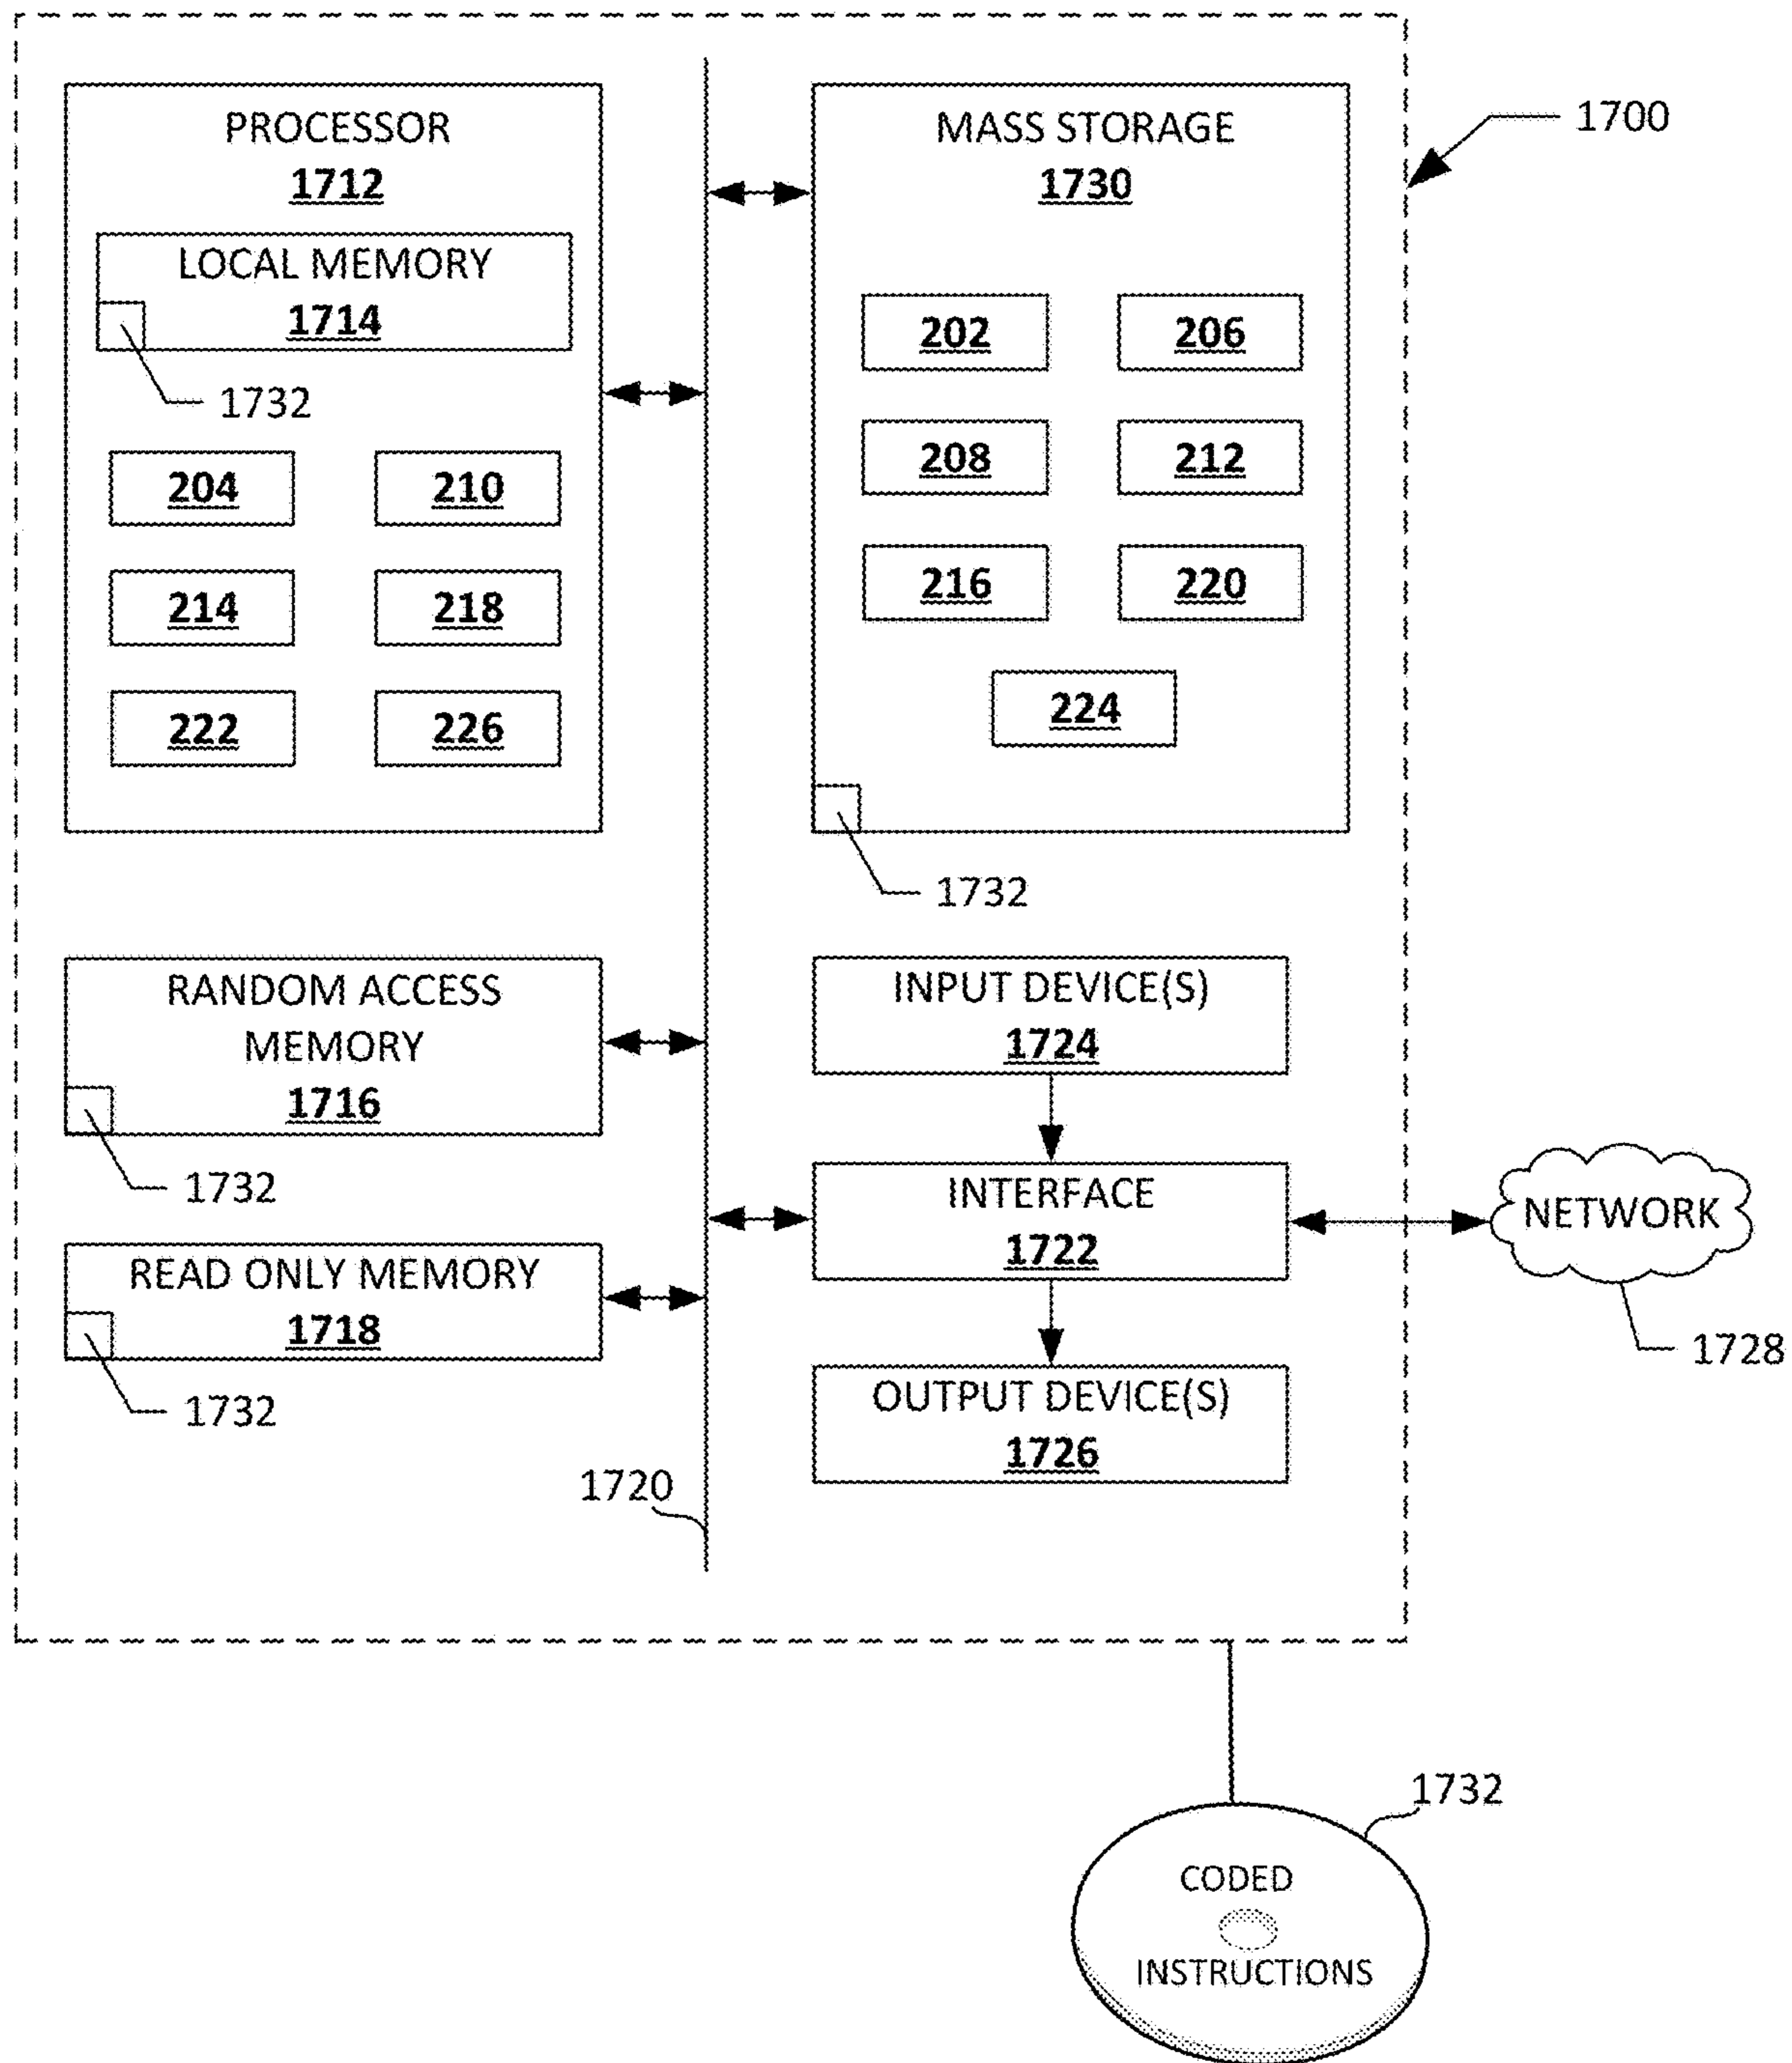 1700
PROCESSOR
1712
LOCAL MEMORY
1714
1732
204 210
214 218
222 226
MASS STORAGE
1730
202 206
208 212
216 220
224
1732
RANDOM ACCESS
MEMORY
1716
1732
READ ONLY MEMORY
1718
1732
1720
INPUT DEVICE(S)
1724
INTERFACE
1722
OUTPUT DEVICE(S)
1726
NETWORK
1728
1732
CODED
INSTRUCTIONS